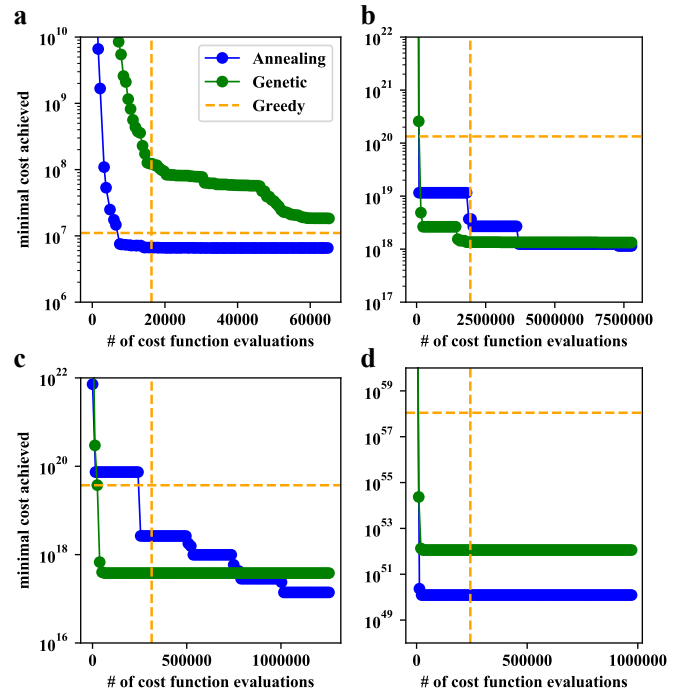 a
10^10
10^9
10^8
10^7
10^6
minimal cost achieved
Annealing
Genetic
Greedy
0 20000 40000 60000
# of cost function evaluations
b
10^22
10^21
10^20
10^19
10^18
10^17
0 2500000 5000000 7500000
# of cost function evaluations
c
10^22
10^20
10^18
10^16
minimal cost achieved
0 500000 1000000
# of cost function evaluations
d
10^59
10^57
10^55
10^53
10^51
10^49
0 500000 1000000
# of cost function evaluations